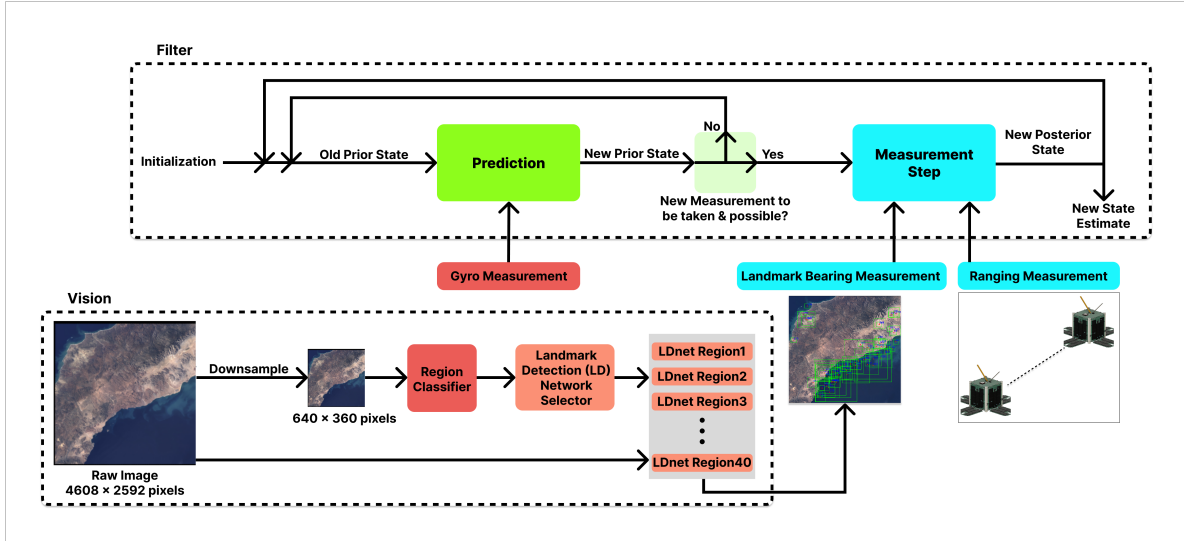 Filter
Initialization
Old Prior State
Prediction
New Prior State
No
Yes
New Measurement to
be taken & possible?
Measurement
Step
New Posterior
State
New State
Estimate
Gyro Measurement
Landmark Bearing Measurement
Ranging Measurement
Vision
Raw Image
4608 × 2592 pixels
Downsample
640 × 360 pixels
Region
Classifier
Landmark
Detection (LD)
Network
Selector
LDnet Region1
LDnet Region2
LDnet Region3
LDnet Region40